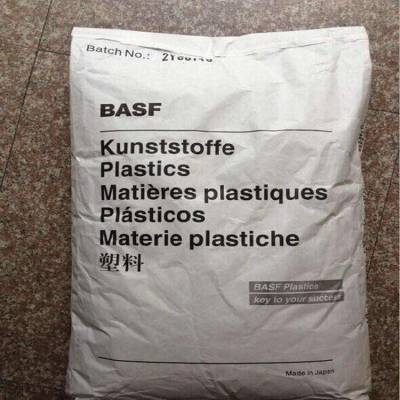 Batch No.:
BASF
Kunststoffe
Plastics
Matières plastiques
Plásticos
Materie plastiche
塑料
BASF Plastics
key to your success
Made in Japan